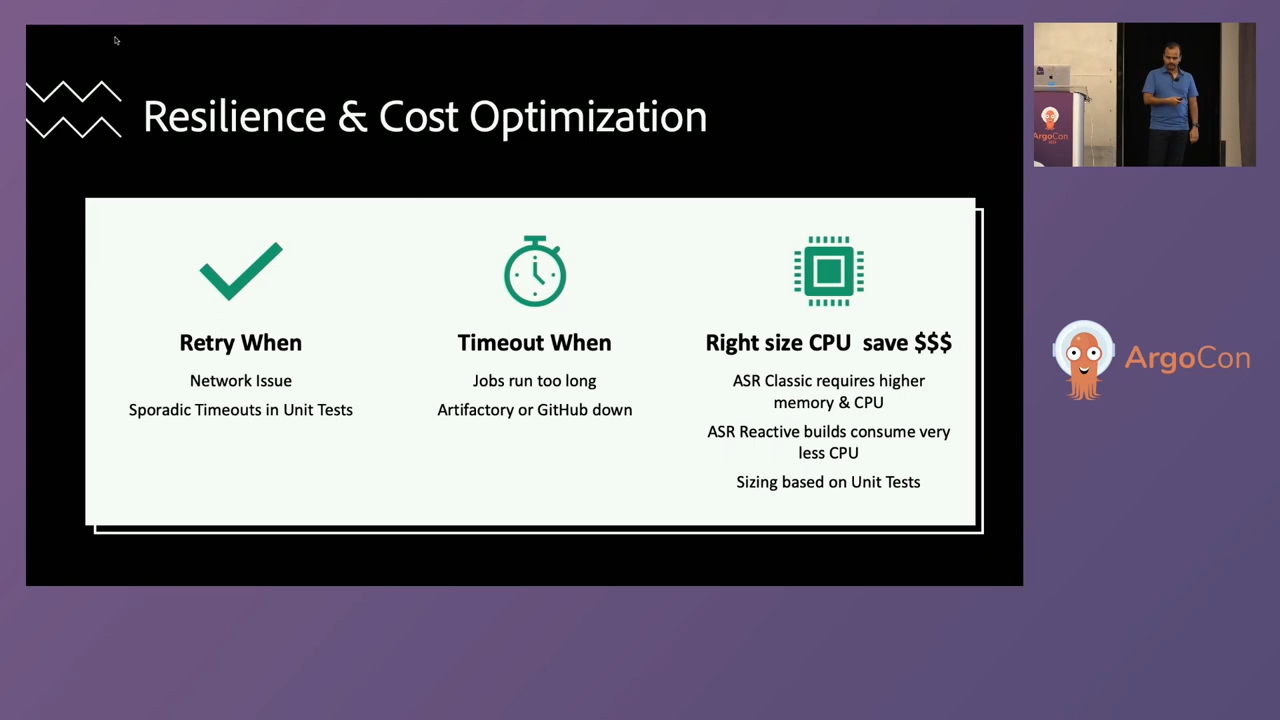 Resilience & Cost Optimization
Retry When
Network Issue
Sporadic Timeouts in Unit Tests
Timeout When
Jobs run too long
Artifactory or GitHub down
Right size CPU  save $$$
ASR Classic requires higher
memory & CPU
ASR Reactive builds consume very
less CPU
Sizing based on Unit Tests
ArgoCon
ArgoCon